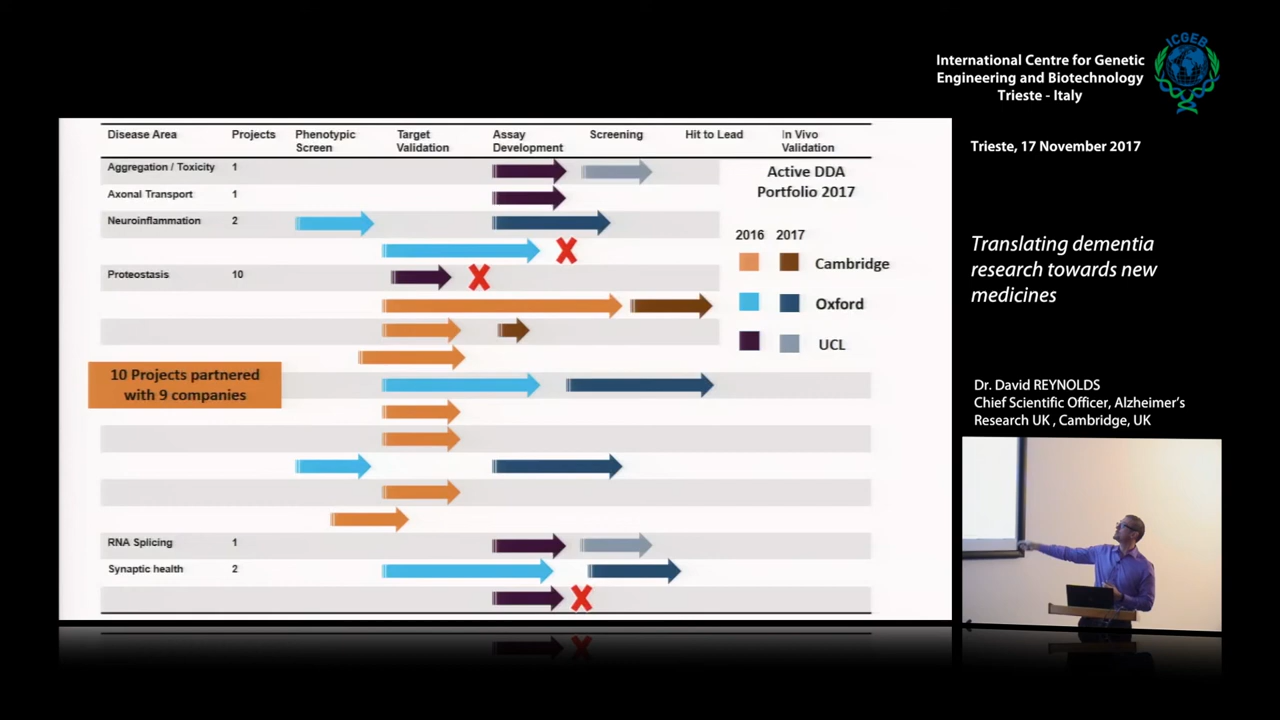 ICGEB
International Centre for Genetic
Engineering and Biotechnology
Trieste - Italy
Trieste, 17 November 2017
Translating dementia
research towards new
medicines
Dr. David REYNOLDS
Chief Scientific Officer, Alzheimer's
Research UK , Cambridge, UK
Disease Area Projects Phenotypic Screen Target Validation Assay Development Screening Hit to Lead In Vivo Validation
Aggregation / Toxicity 1
Axonal Transport 1
Neuroinflammation 2
Proteostasis 10
RNA Splicing 1
Synaptic health 2
10 Projects partnered
with 9 companies
Active DDA
Portfolio 2017
2016 2017
Cambridge
Oxford
UCL